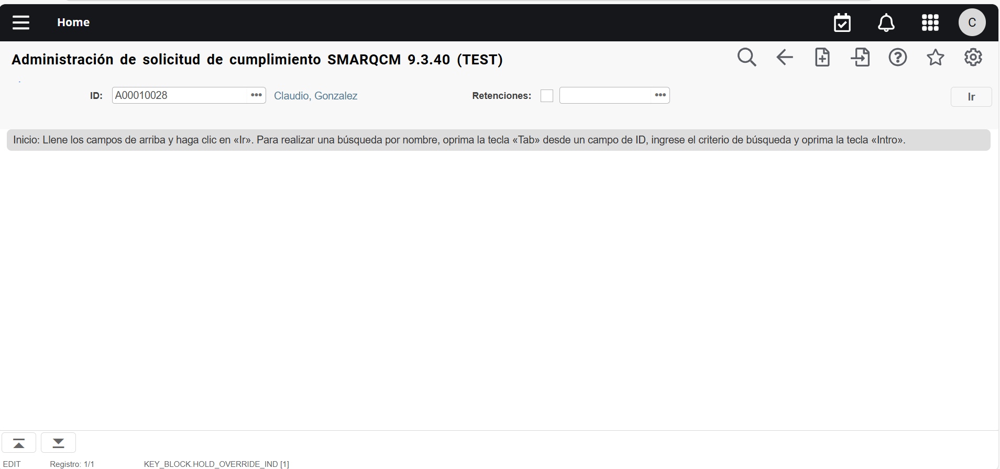 Home
C
Administración de solicitud de cumplimiento SMARQCM 9.3.40 (TEST)
ID: A00010028 ••• Claudio, Gonzalez Retenciones: •••
Ir
Inicio: Llene los campos de arriba y haga clic en «Ir». Para realizar una búsqueda por nombre, oprima la tecla «Tab» desde un campo de ID, ingrese el criterio de búsqueda y oprima la tecla «Intro».
EDIT Registro: 1/1 KEY_BLOCK.HOLD_OVERRIDE_IND [1]